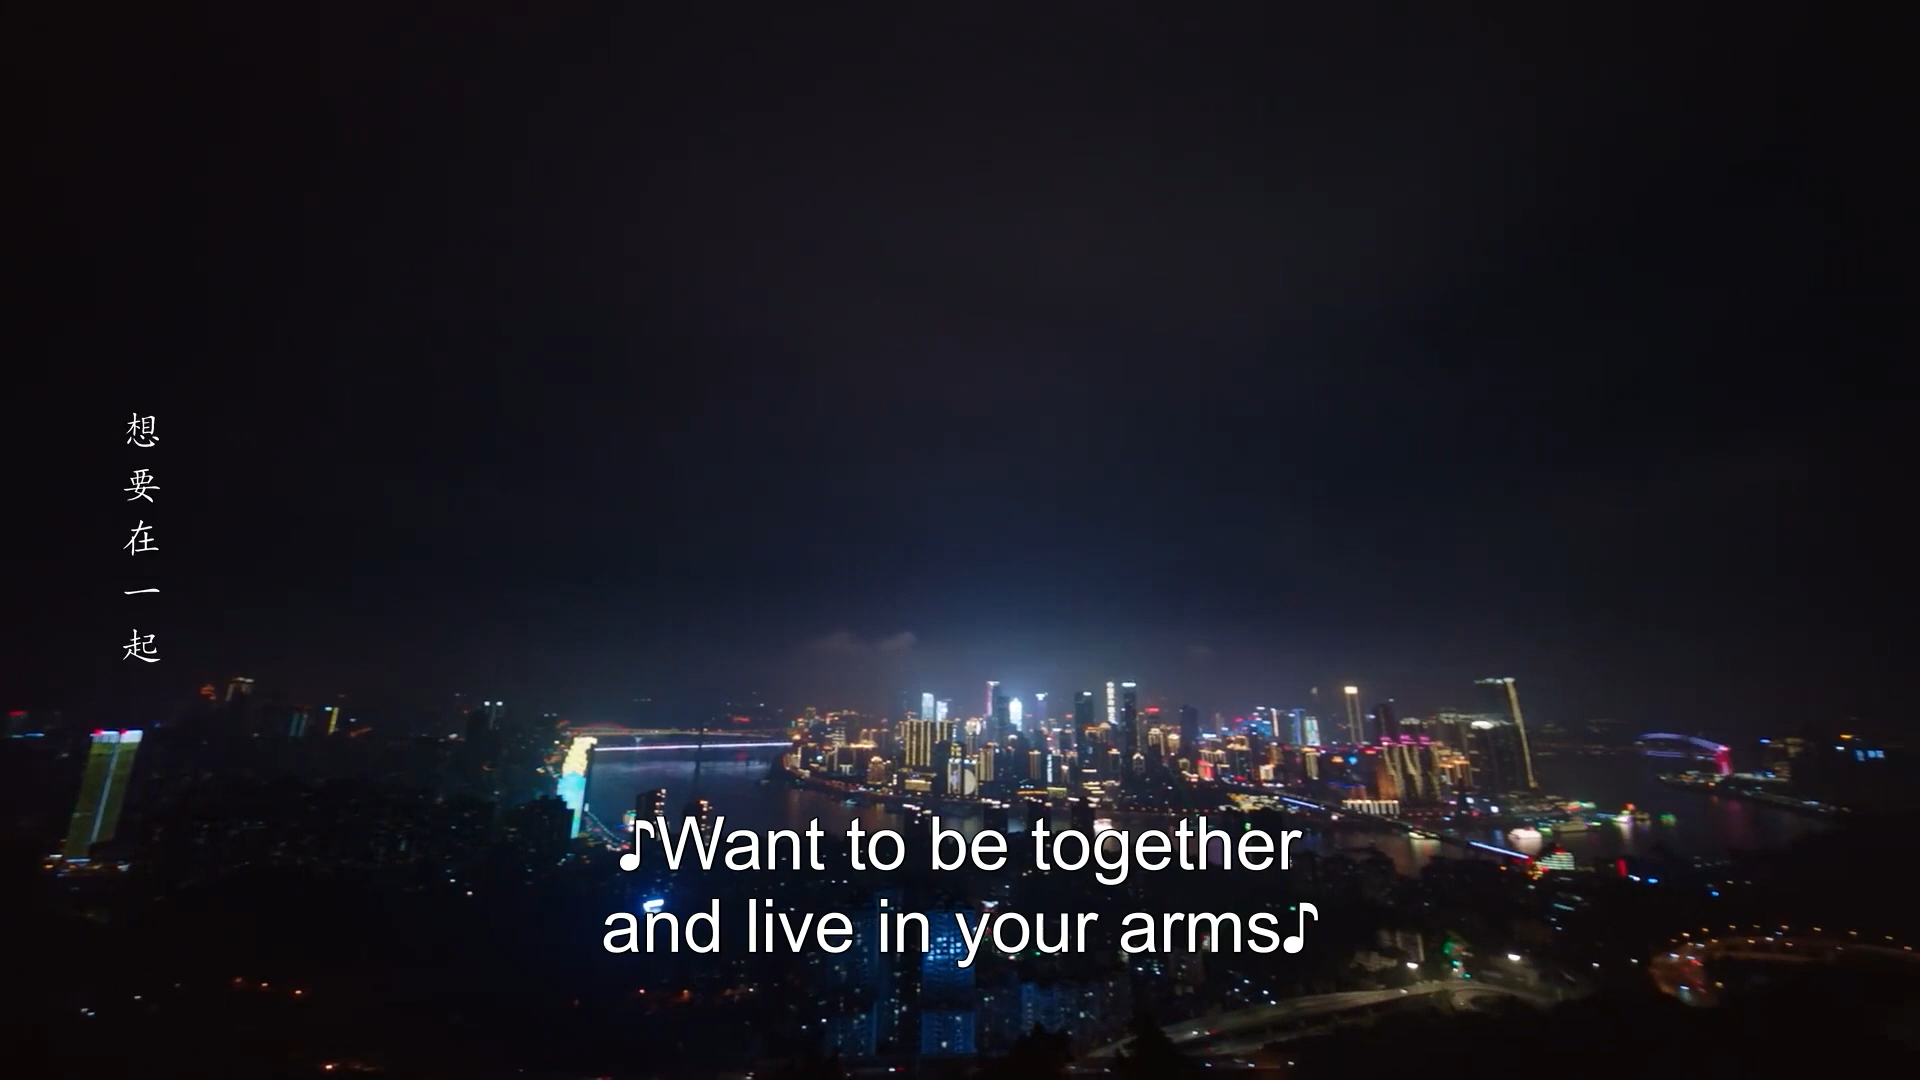 想要在一起
♪Want to be together
and live in your arms♪